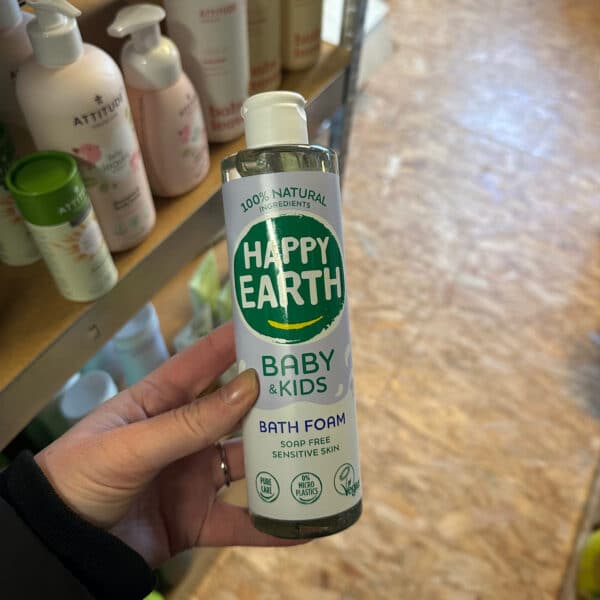 100% NATURAL
INGREDIENTS
HAPPY
EARTH
BABY
& KIDS
BATH FOAM
SOAP FREE
SENSITIVE SKIN
PURE
CARE
0%
MICRO
PLASTICS
Vegan
ATTITUDE
ATTITUDE